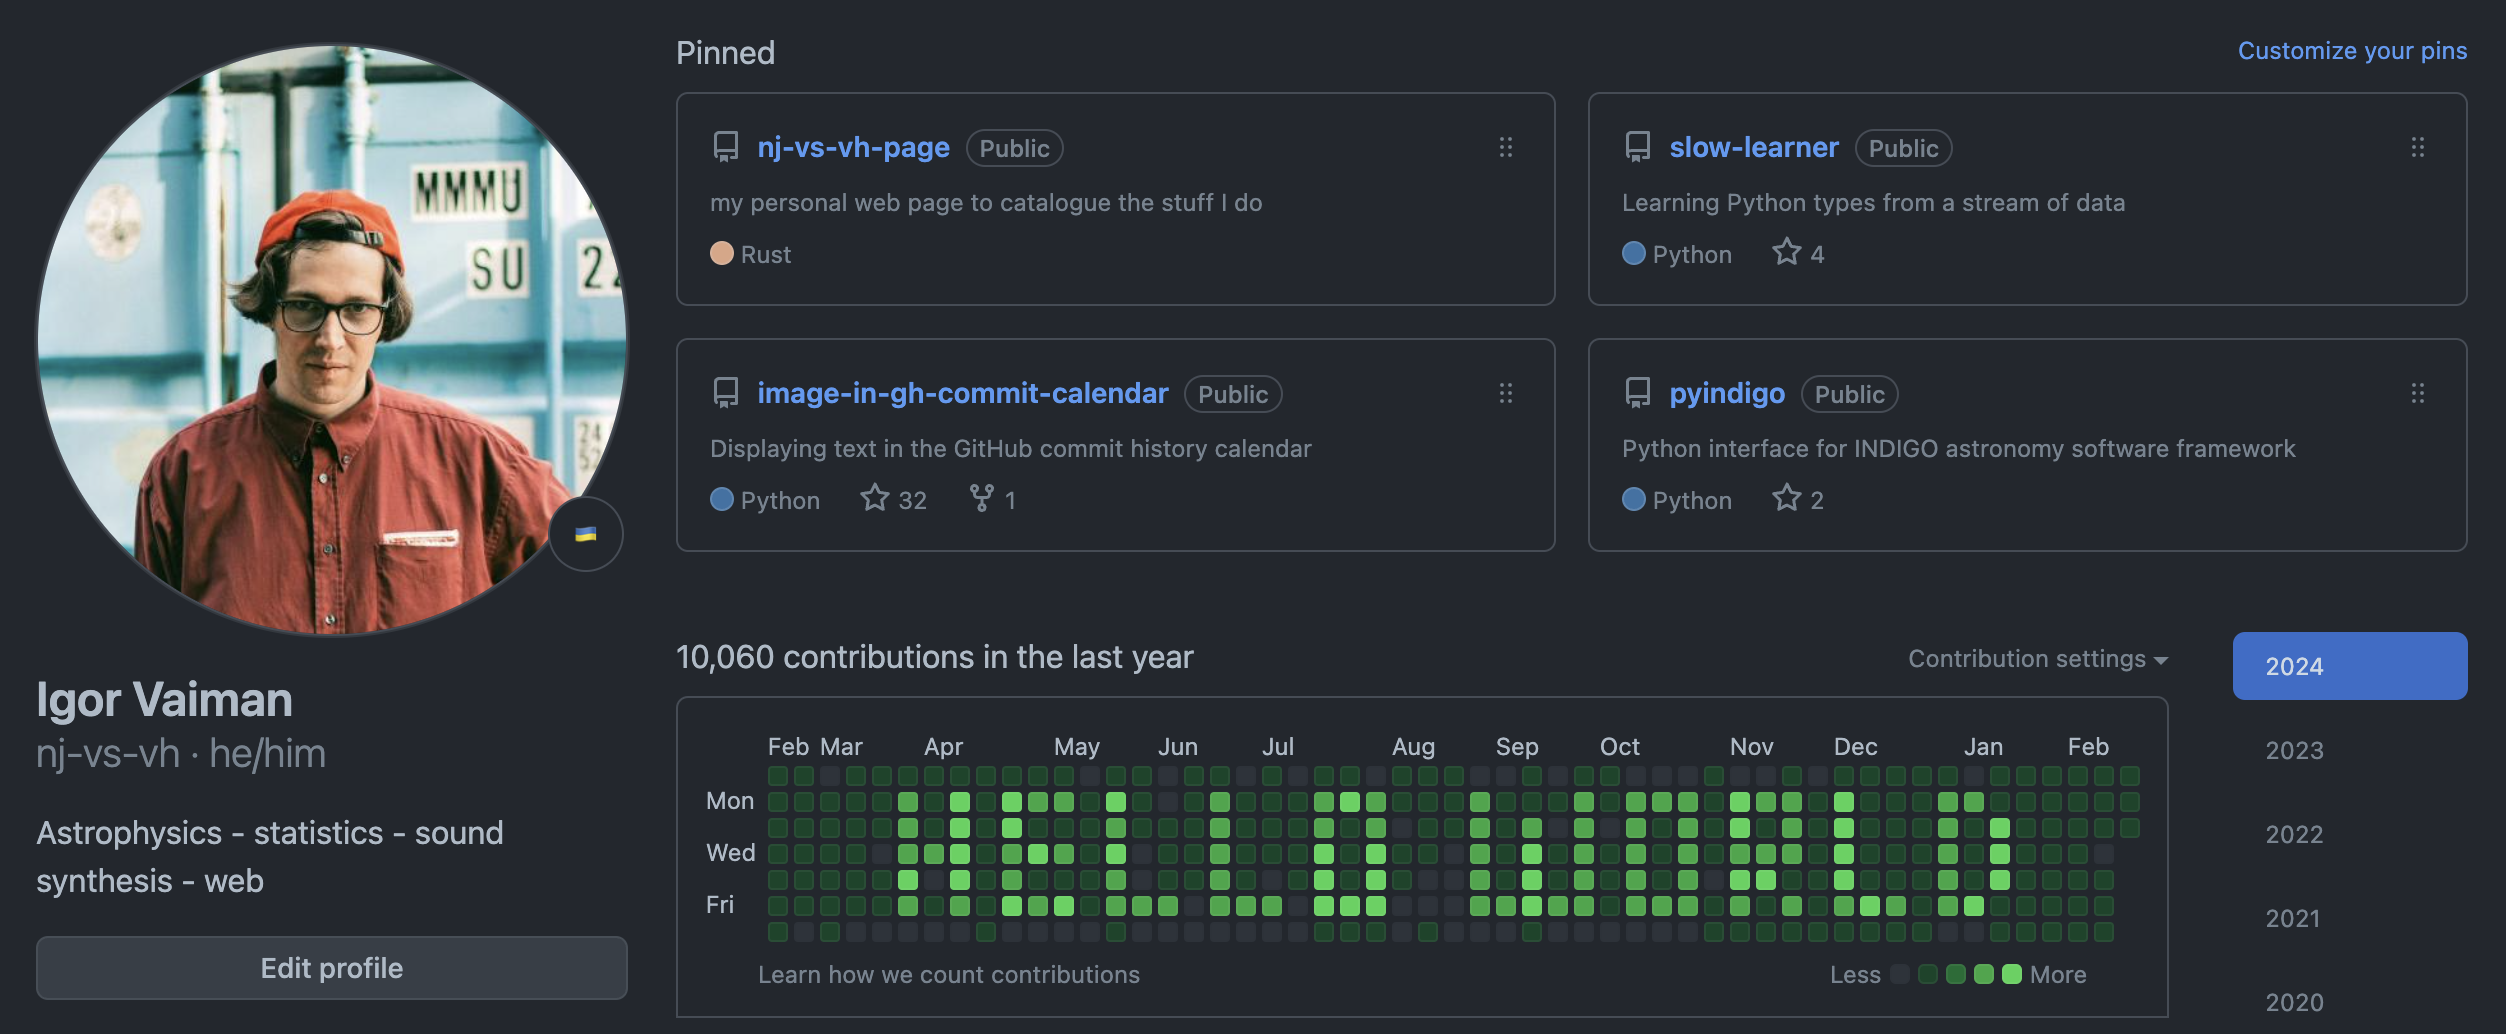 Pinned
Customize your pins
nj-vs-vh-page Public
my personal web page to catalogue the stuff I do
Rust
slow-learner Public
Learning Python types from a stream of data
Python 4
image-in-gh-commit-calendar Public
Displaying text in the GitHub commit history calendar
Python 32 1
pyindigo Public
Python interface for INDIGO astronomy software framework
Python 2
MMMU
SU 22
Igor Vaiman
nj-vs-vh · he/him
Astrophysics - statistics - sound
synthesis - web
Edit profile
10,060 contributions in the last year
Contribution settings
Feb Mar Apr May Jun Jul Aug Sep Oct Nov Dec Jan Feb
Mon
Wed
Fri
HELLO WORLD
Learn how we count contributions
Less More
2024
2023
2022
2021
2020